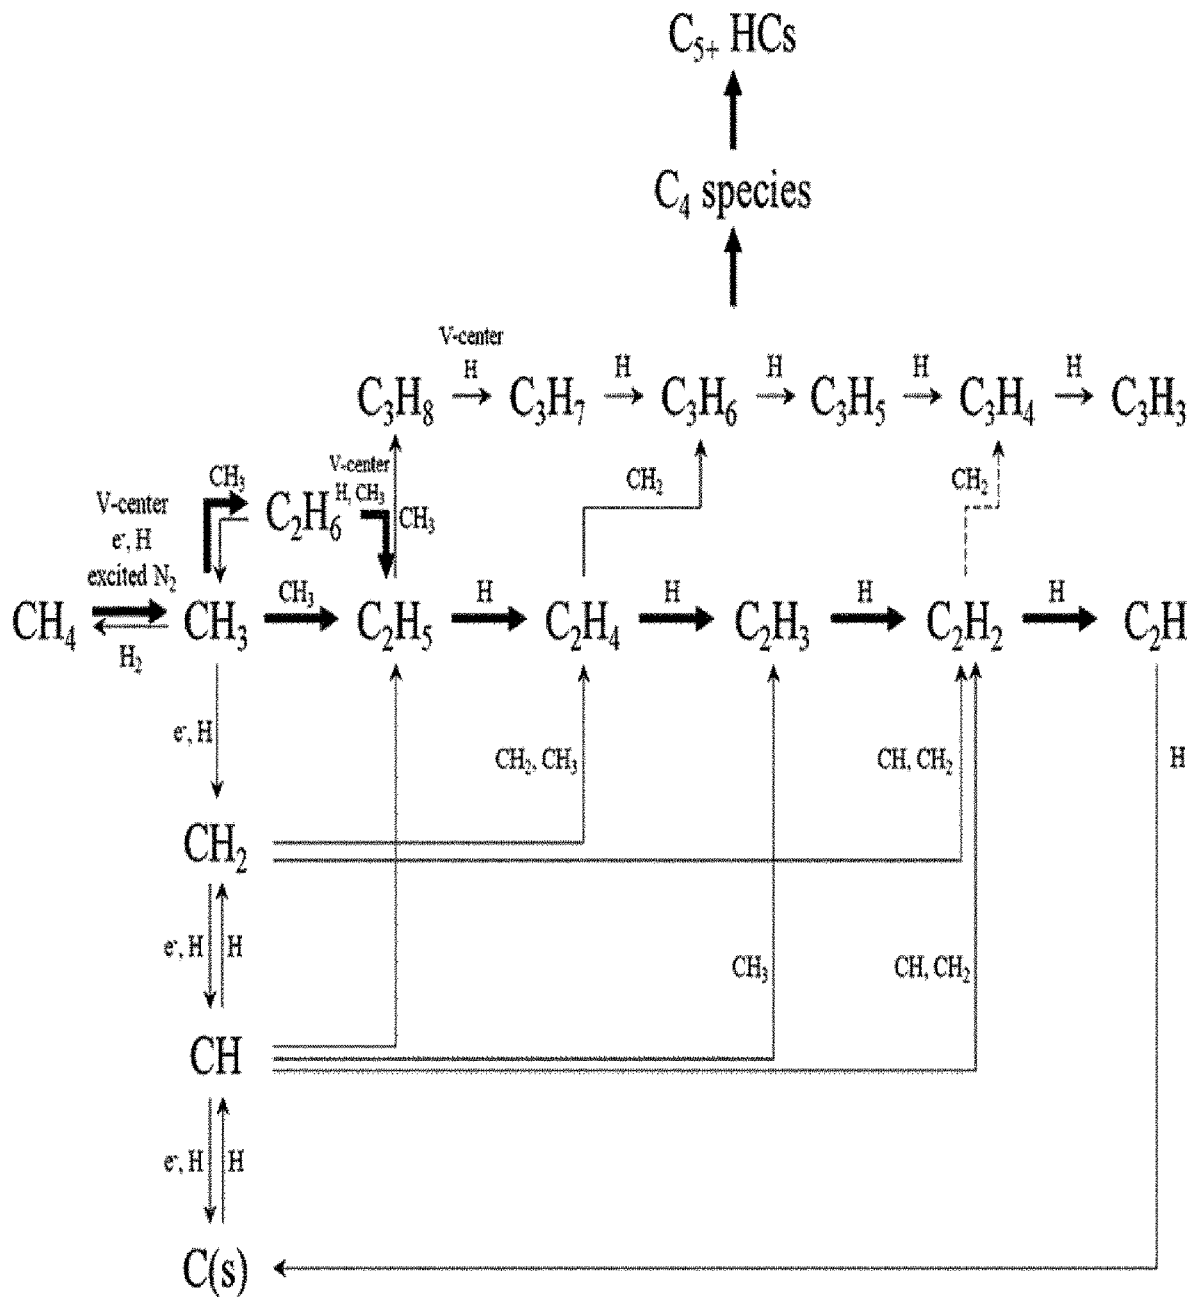 C₅₊ HCs
C₄ species
V-center
H H H H H
C₃H₈ C₃H₇ C₃H₆ C₃H₅ C₃H₄ C₃H₃
CH₃ V-center CH₂ CH₂
V-center C₂H₆ H, CH₃ CH₃
e⁻, H
excited N₂ CH₃ H H H H
CH₄ CH₃ C₂H₅ C₂H₄ C₂H₃ C₂H₂ C₂H
H₂
e⁻, H CH₂, CH₃ CH, CH₂ H
CH₂
e⁻, H H CH₃ CH, CH₂
CH
e⁻, H H
C(s)